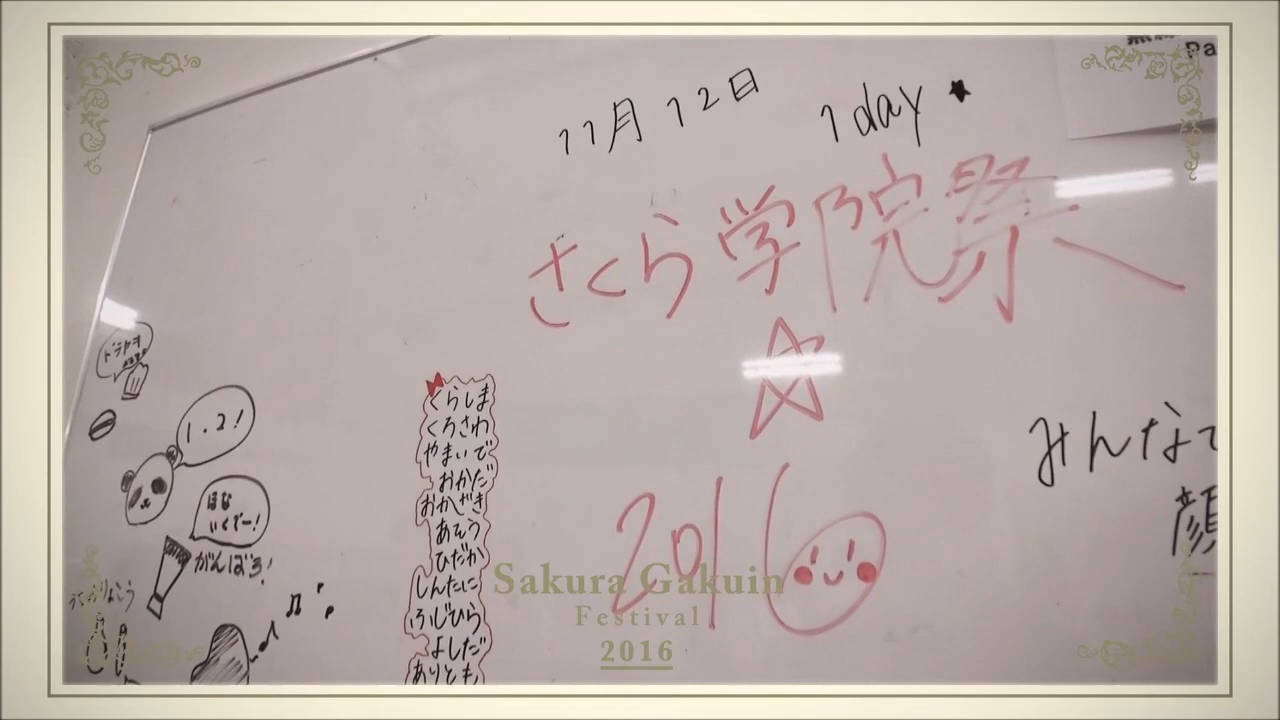 11月12日 1day ★
さくら学院祭
☆
2016
みんなで
顔
Pa
1.2!
ほな
いくでー!
がんばろ!
くらしま
くろさわ
やまいで
おかだ
おかざき
あそう
ひだか
しんたに
ふじひら
よしだ
ありとも
Sakura Gakuin
Festival
2016